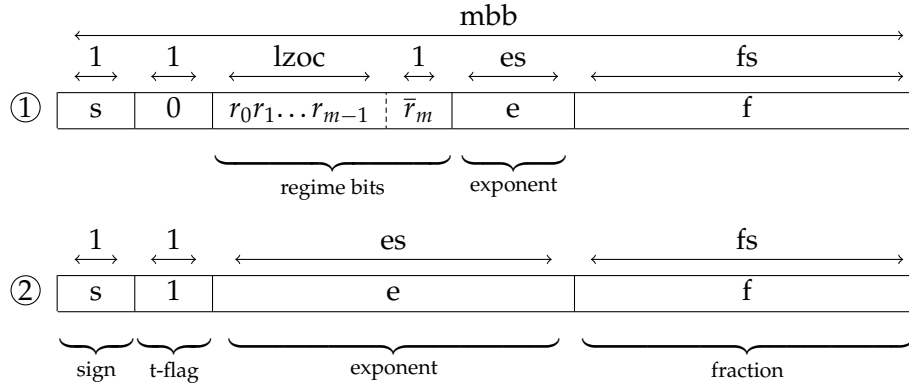 mbb
1 1 lzoc 1 es fs
① s 0 r₀r₁…rₘ₋₁ r̅ₘ e f
regime bits exponent
1 1 es fs
② s 1 e f
sign t-flag exponent fraction